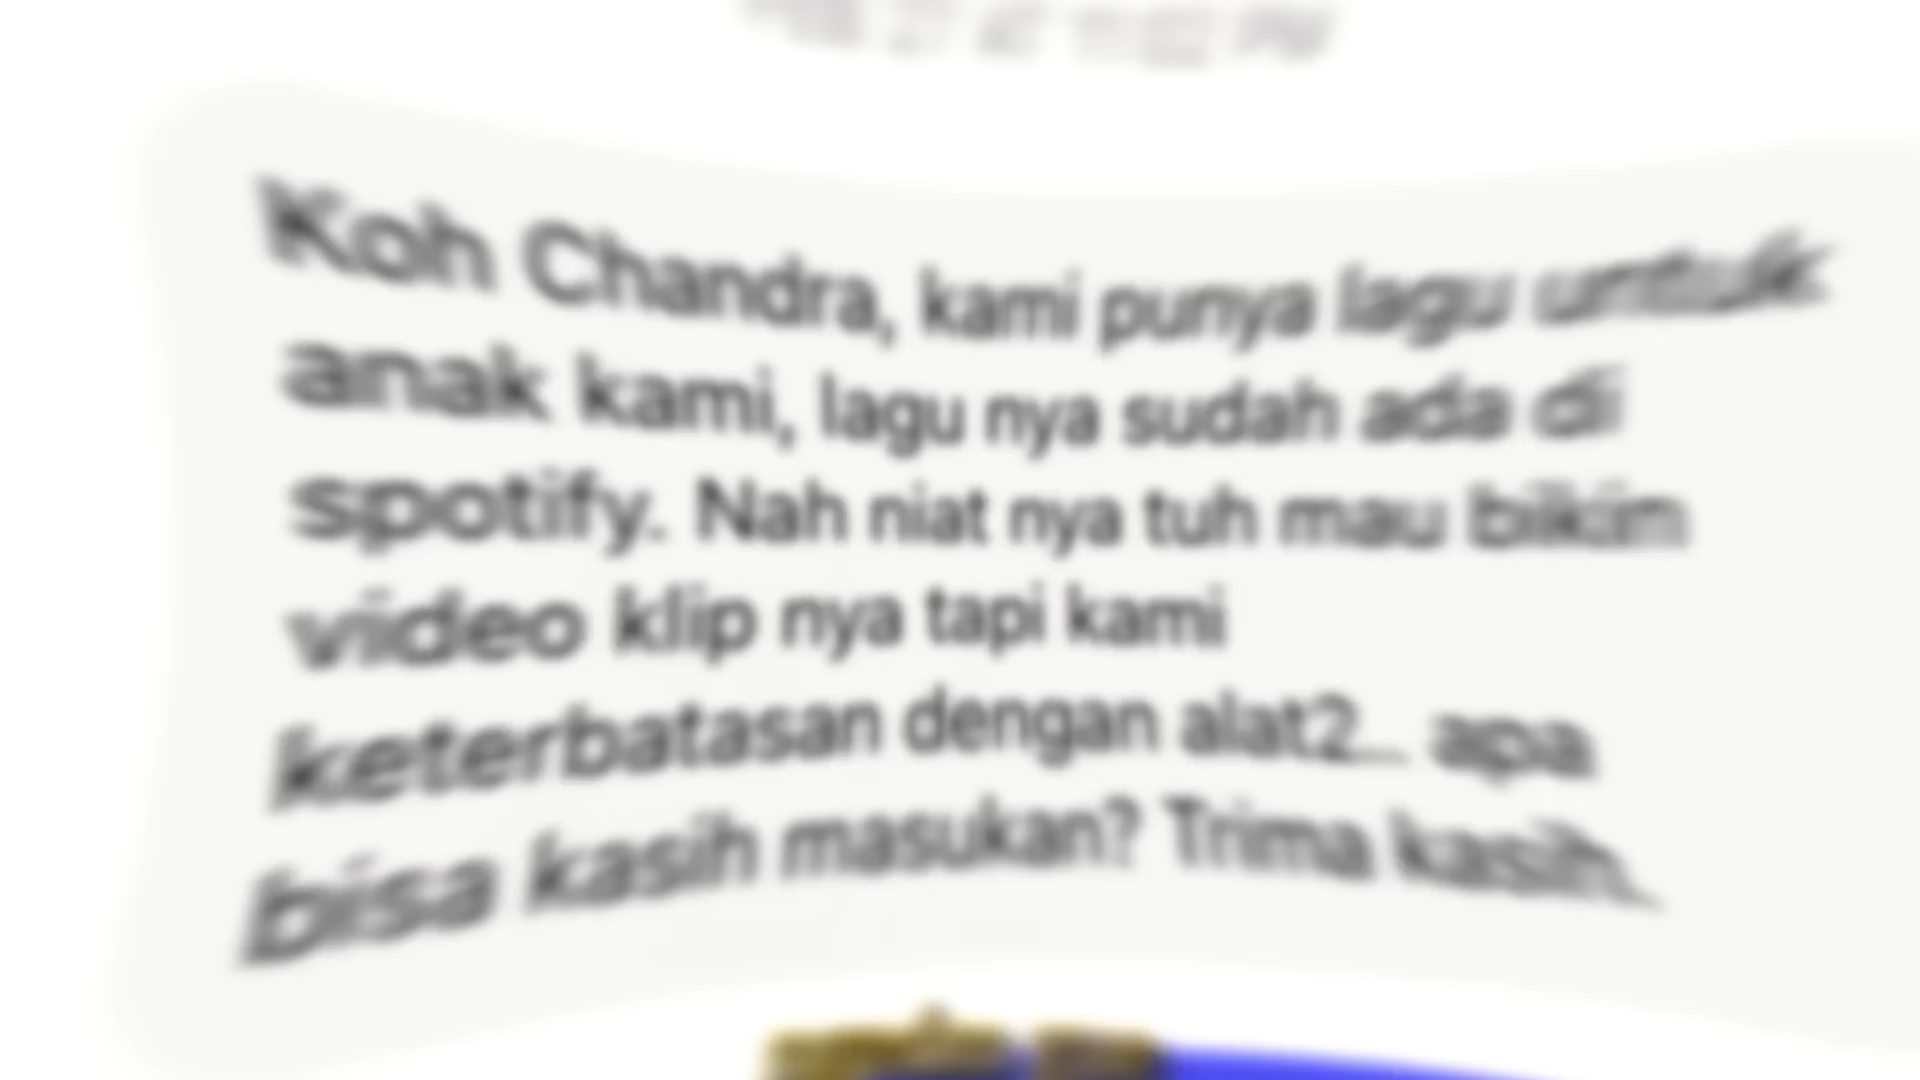 Koh Chandra, kami punya lagu untuk
anak kami, lagu nya sudah ada di
spotify. Nah niat nya tuh mau bikin
video klip nya tapi kami
keterbatasan dengan alat2.. apa
bisa kasih masukan? Trima kasih.